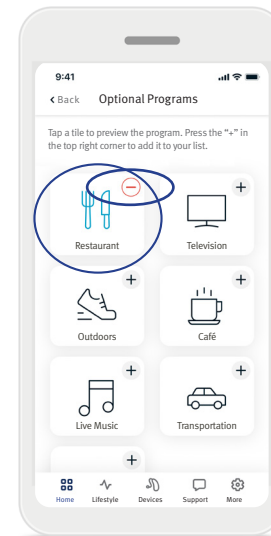 9:41
Back Optional Programs
Tap a tile to preview the program. Press the “+” in
the top right corner to add it to your list.
Restaurant
+
Television
+
Outdoors
+
Café
+
Live Music
+
Transportation
+
Home Lifestyle Devices Support More